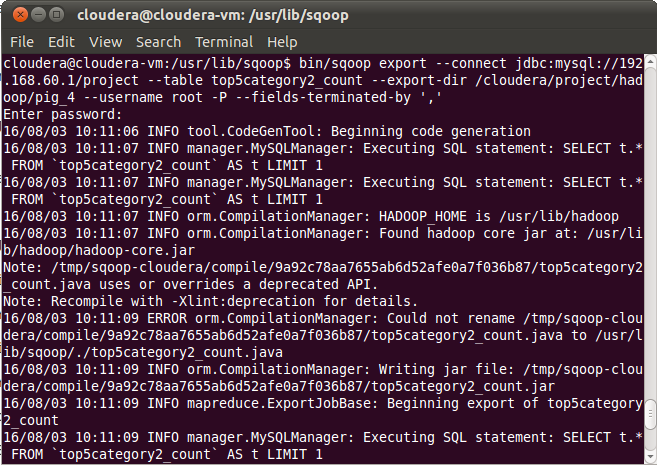 cloudera@cloudera-vm: /usr/lib/sqoop
File Edit View Search Terminal Help
cloudera@cloudera-vm:/usr/lib/sqoop$ bin/sqoop export --connect jdbc:mysql://192
.168.60.1/project --table top5category2_count --export-dir /cloudera/project/had
oop/pig_4 --username root -P --fields-terminated-by ','
Enter password:
16/08/03 10:11:06 INFO tool.CodeGenTool: Beginning code generation
16/08/03 10:11:07 INFO manager.MySQLManager: Executing SQL statement: SELECT t.*
 FROM `top5category2_count` AS t LIMIT 1
16/08/03 10:11:07 INFO manager.MySQLManager: Executing SQL statement: SELECT t.*
 FROM `top5category2_count` AS t LIMIT 1
16/08/03 10:11:07 INFO orm.CompilationManager: HADOOP_HOME is /usr/lib/hadoop
16/08/03 10:11:07 INFO orm.CompilationManager: Found hadoop core jar at: /usr/li
b/hadoop/hadoop-core.jar
Note: /tmp/sqoop-cloudera/compile/9a92c78aa7655ab6d52afe0a7f036b87/top5category2
_count.java uses or overrides a deprecated API.
Note: Recompile with -Xlint:deprecation for details.
16/08/03 10:11:09 ERROR orm.CompilationManager: Could not rename /tmp/sqoop-clou
dera/compile/9a92c78aa7655ab6d52afe0a7f036b87/top5category2_count.java to /usr/l
ib/sqoop/./top5category2_count.java
16/08/03 10:11:09 INFO orm.CompilationManager: Writing jar file: /tmp/sqoop-clou
dera/compile/9a92c78aa7655ab6d52afe0a7f036b87/top5category2_count.jar
16/08/03 10:11:09 INFO mapreduce.ExportJobBase: Beginning export of top5category
2_count
16/08/03 10:11:09 INFO manager.MySQLManager: Executing SQL statement: SELECT t.*
 FROM `top5category2_count` AS t LIMIT 1